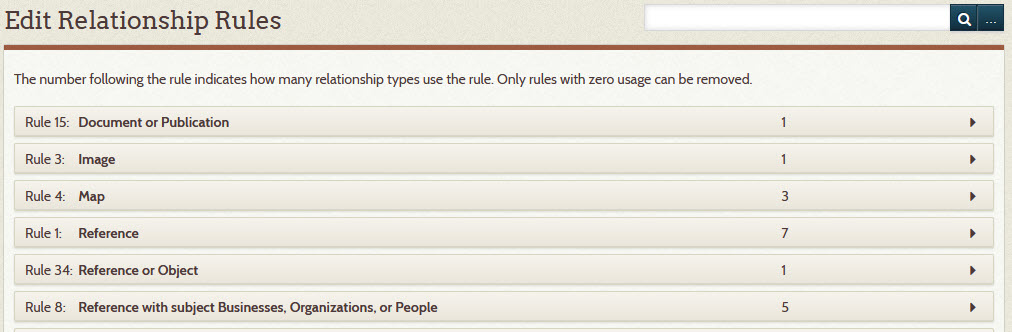 Edit Relationship Rules
...
The number following the rule indicates how many relationship types use the rule. Only rules with zero usage can be removed.
Rule 15: Document or Publication 1
Rule 3: Image 1
Rule 4: Map 3
Rule 1: Reference 7
Rule 34: Reference or Object 1
Rule 8: Reference with subject Businesses, Organizations, or People 5